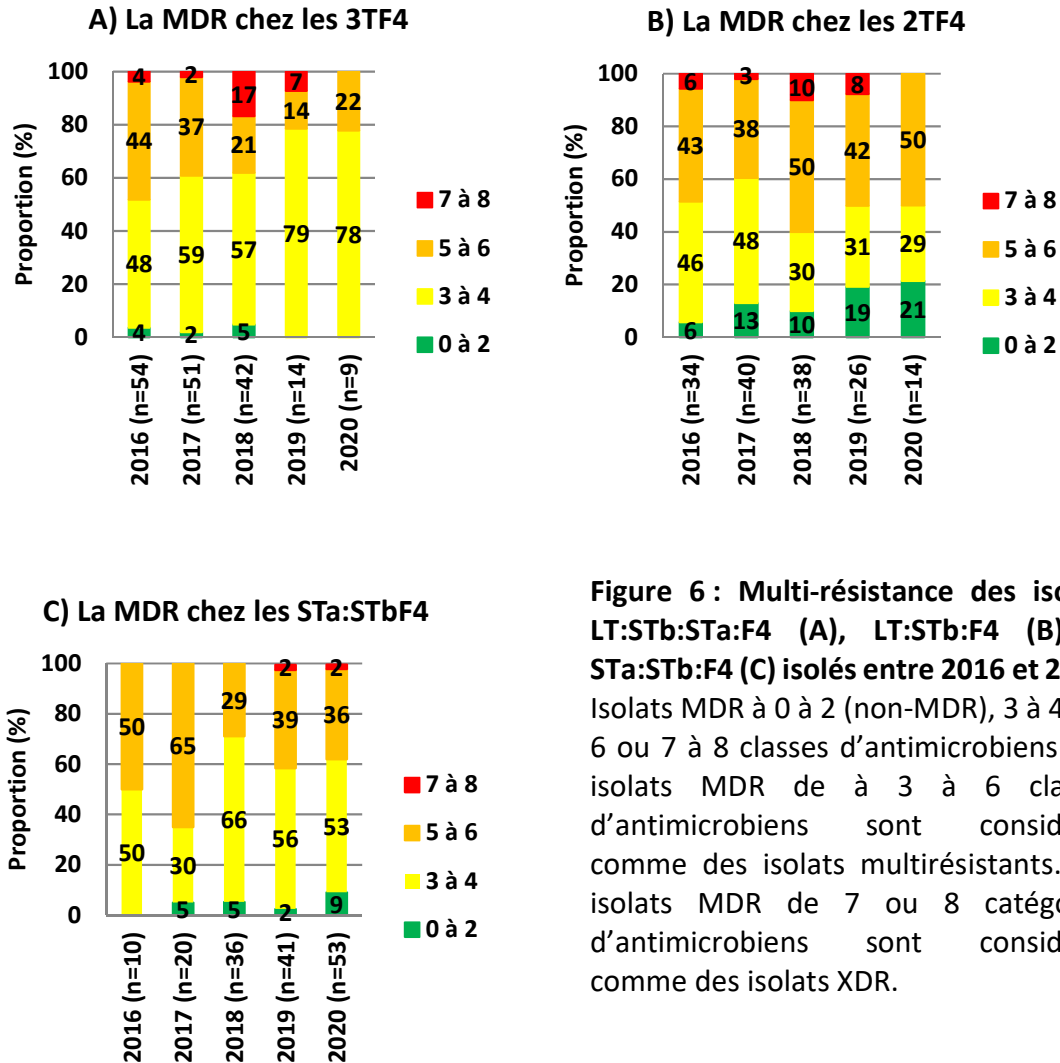 A) La MDR chez les 3TF4
Proportion (%)
100
80
60
40
20
0
4 2 17 7 22
44 37 21 14
48 59 57 79 78
4 2 5
2016 (n=54)
2017 (n=51)
2018 (n=42)
2019 (n=14)
2020 (n=9)
7 à 8
5 à 6
3 à 4
0 à 2
B) La MDR chez les 2TF4
Proportion (%)
100
80
60
40
20
0
6 3 10 8
43 38 50 42 50
46 48 30 31 29
6 13 10 19 21
2016 (n=34)
2017 (n=40)
2018 (n=38)
2019 (n=26)
2020 (n=14)
7 à 8
5 à 6
3 à 4
0 à 2
C) La MDR chez les STa:STbF4
Proportion (%)
100
80
60
40
20
0
2 2
50 65 29 39 36
50 30 66 56 53
5 5 2 9
2016 (n=10)
2017 (n=20)
2018 (n=36)
2019 (n=41)
2020 (n=53)
7 à 8
5 à 6
3 à 4
0 à 2
Figure 6 : Multi-résistance des iso
LT:STb:STa:F4 (A), LT:STb:F4 (B)
STa:STb:F4 (C) isolés entre 2016 et 2
Isolats MDR à 0 à 2 (non-MDR), 3 à 4
6 ou 7 à 8 classes d'antimicrobiens
isolats MDR de à 3 à 6 cla
d'antimicrobiens sont consid
comme des isolats multirésistants.
isolats MDR de 7 ou 8 catégo
d'antimicrobiens sont consid
comme des isolats XDR.